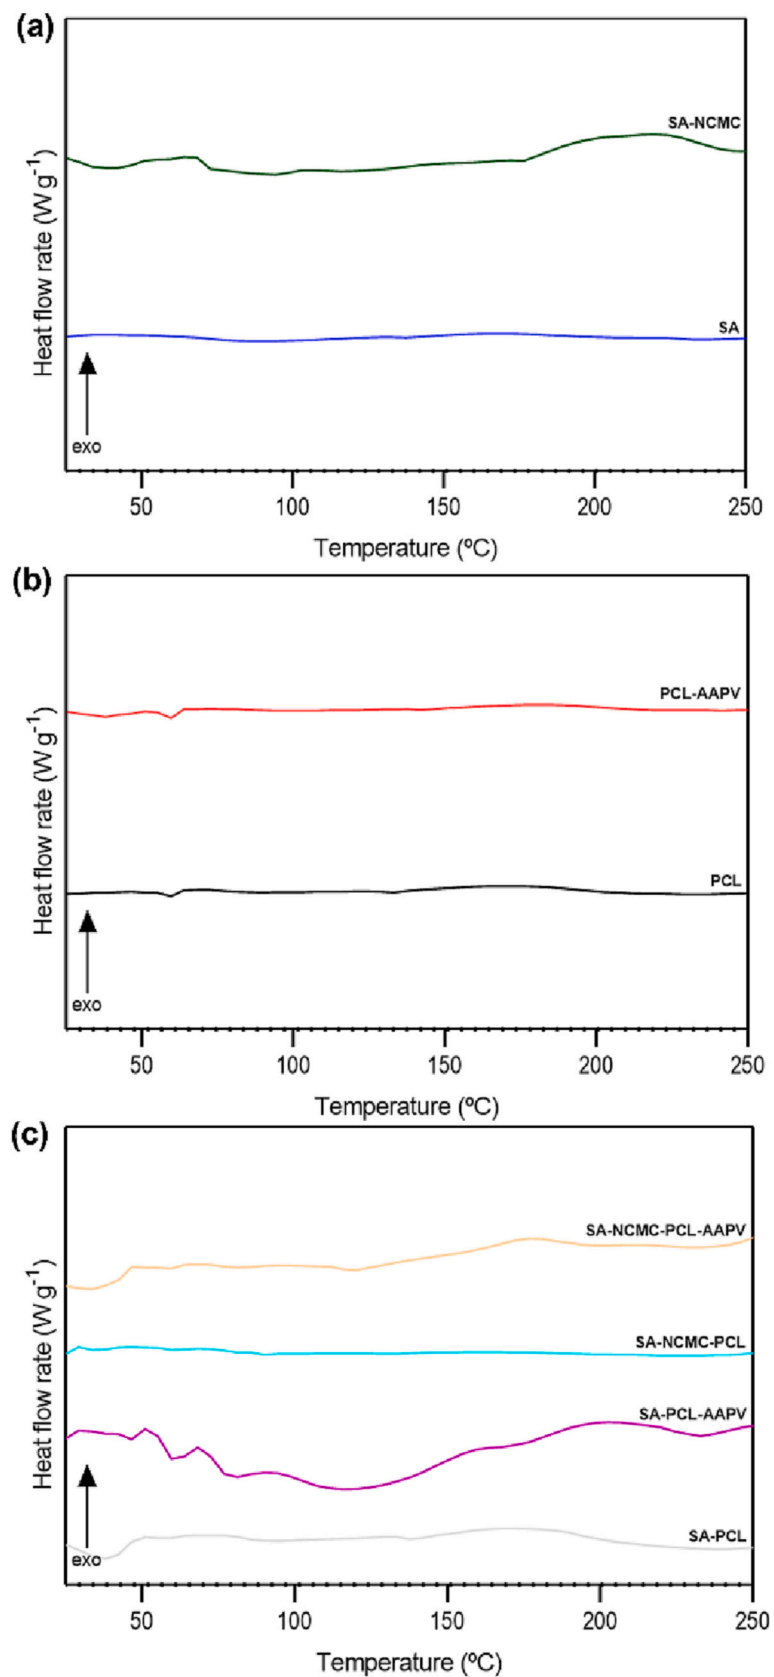 (a)
SA-NCMC
SA
exo
Heat flow rate (W g⁻¹)
50 100 150 200 250
Temperature (ºC)
(b)
PCL-AAPV
PCL
exo
Heat flow rate (W g⁻¹)
50 100 150 200 250
Temperature (ºC)
(c)
SA-NCMC-PCL-AAPV
SA-NCMC-PCL
SA-PCL-AAPV
SA-PCL
exo
Heat flow rate (W g⁻¹)
50 100 150 200 250
Temperature (ºC)